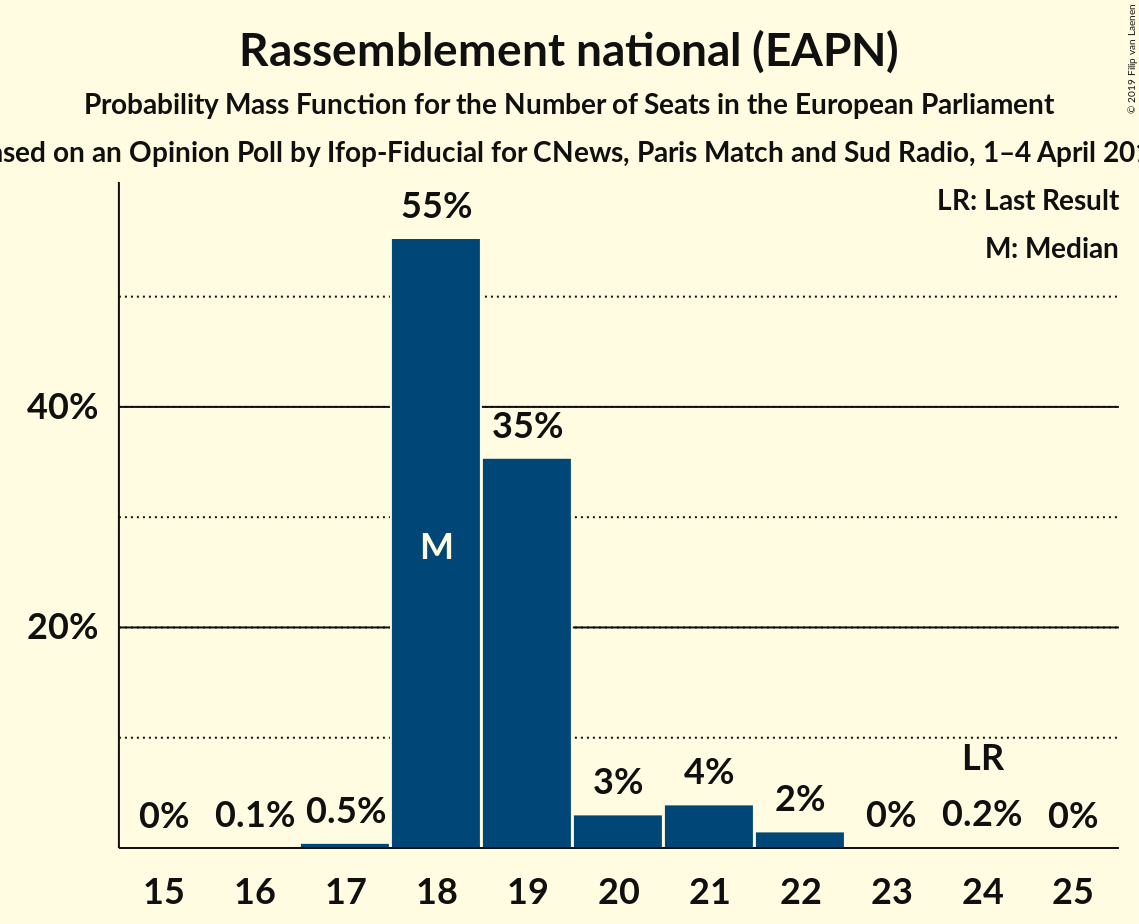 © 2019 Filip van Laenen
Rassemblement national (EAPN)
Probability Mass Function for the Number of Seats in the European Parliament
on an Opinion Poll by Ifop-Fiducial for CNews, Paris Match and Sud Radio, 1–4 April
LR: Last Result
M: Median
55%
40%
35%
M
20%
LR
4%
3%
2%
0% 0.1% 0.5% 0% 0.2% 0%
15 16 17 18 19 20 21 22 23 24 25